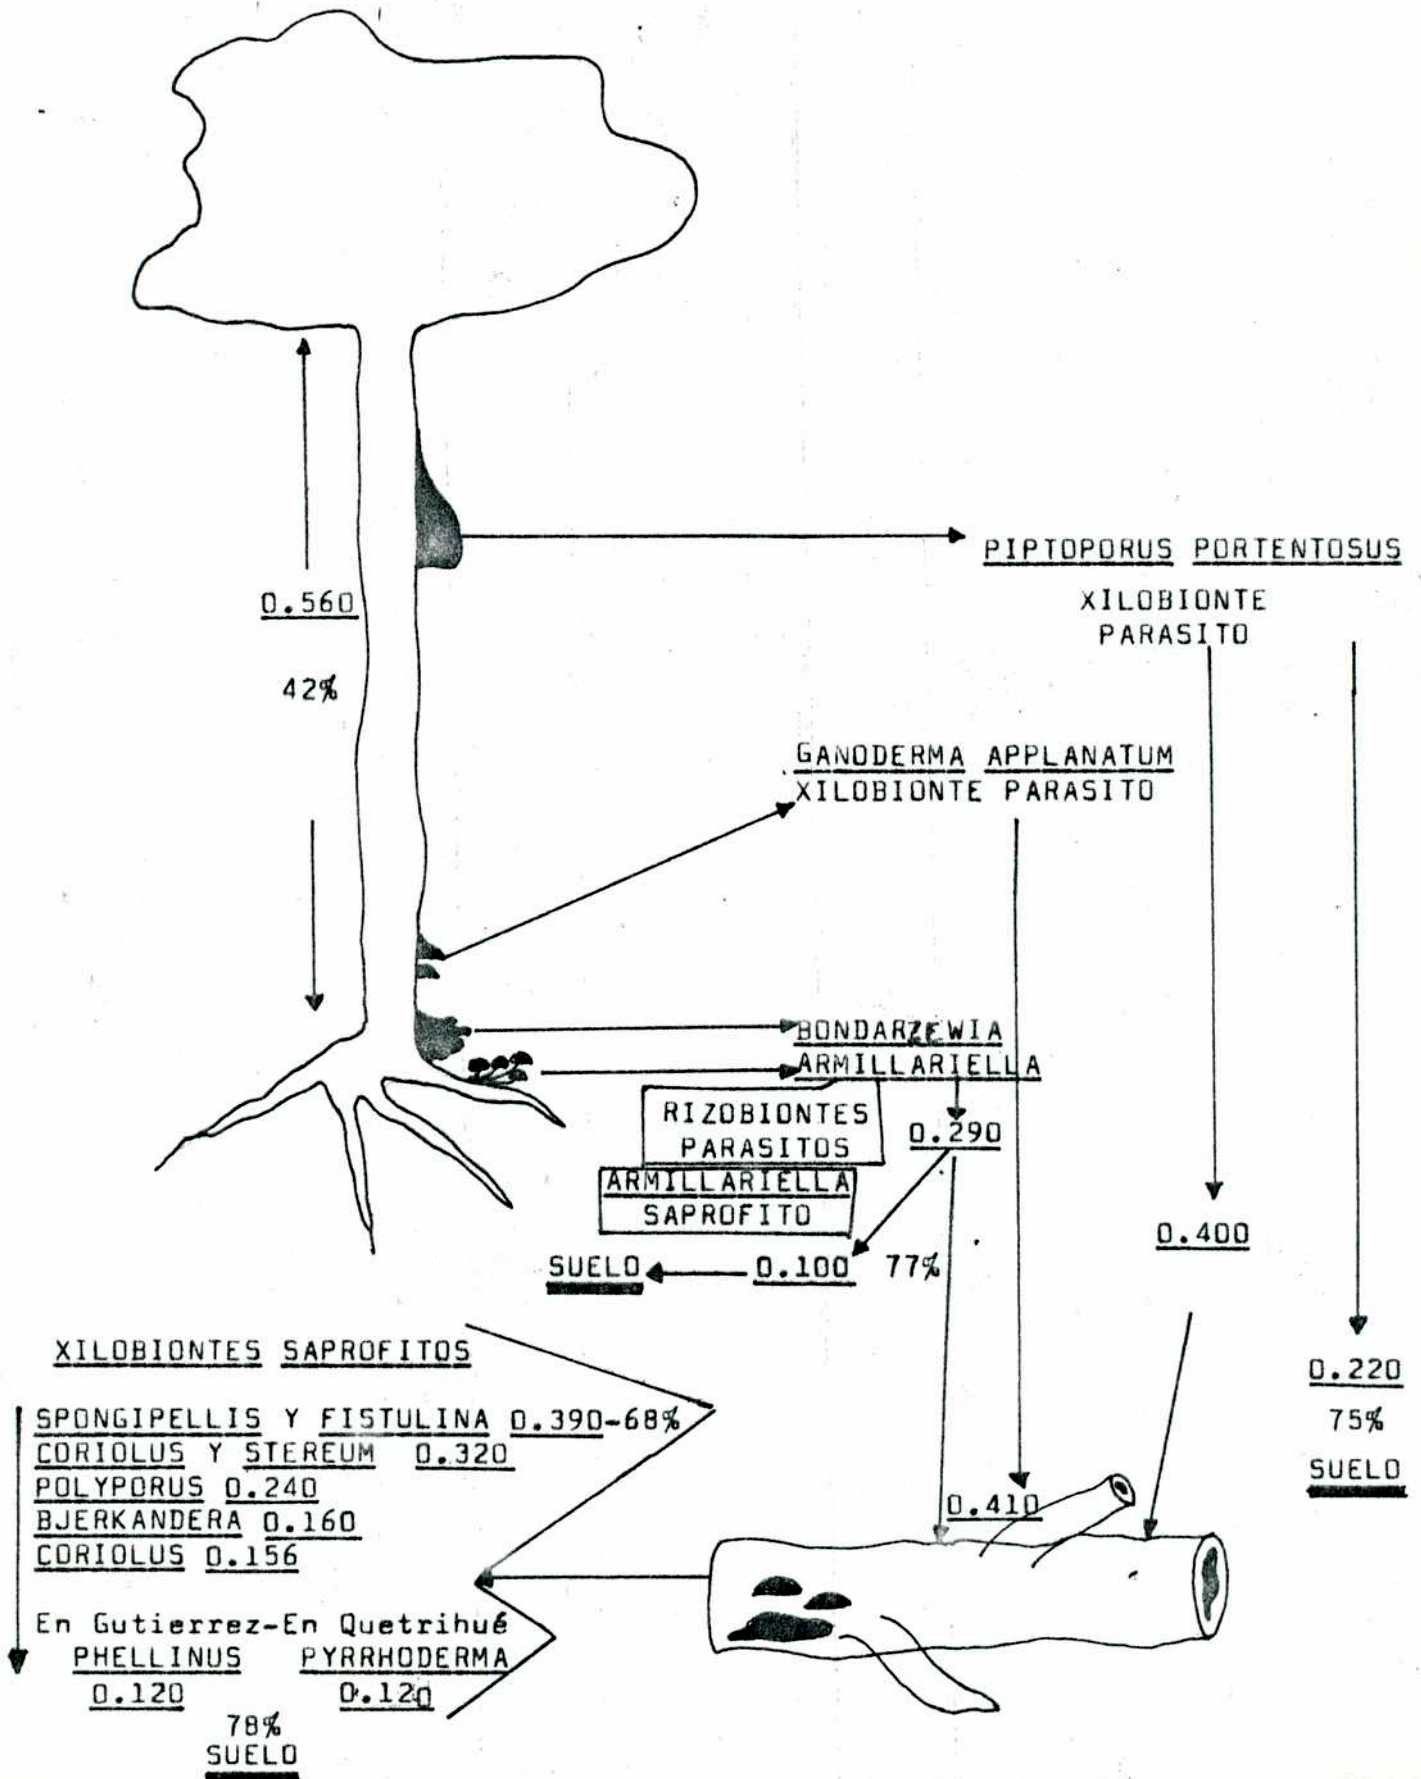 PIPTOPORUS PORTENTOSUS
XILOBIONTE
PARASITO
0.560
42%
GANODERMA APPLANATUM
XILOBIONTE PARASITO
BONDARZEWIA
ARMILLARIELLA
RIZOBIONTES
PARASITOS
0.290
ARMILLARIELLA
SAPROFITO
SUELO 0.100 77%
0.400
0.220
75%
SUELO
0.410
XILOBIONTES SAPROFITOS
SPONGIPELLIS Y FISTULINA 0.390-68%
CORIOLUS Y STEREUM 0.320
POLYPORUS 0.240
BJERKANDERA 0.160
CORIOLUS 0.156
En Gutierrez-En Quetrihué
PHELLINUS PYRRHODERMA
0.120 0.120
78%
SUELO